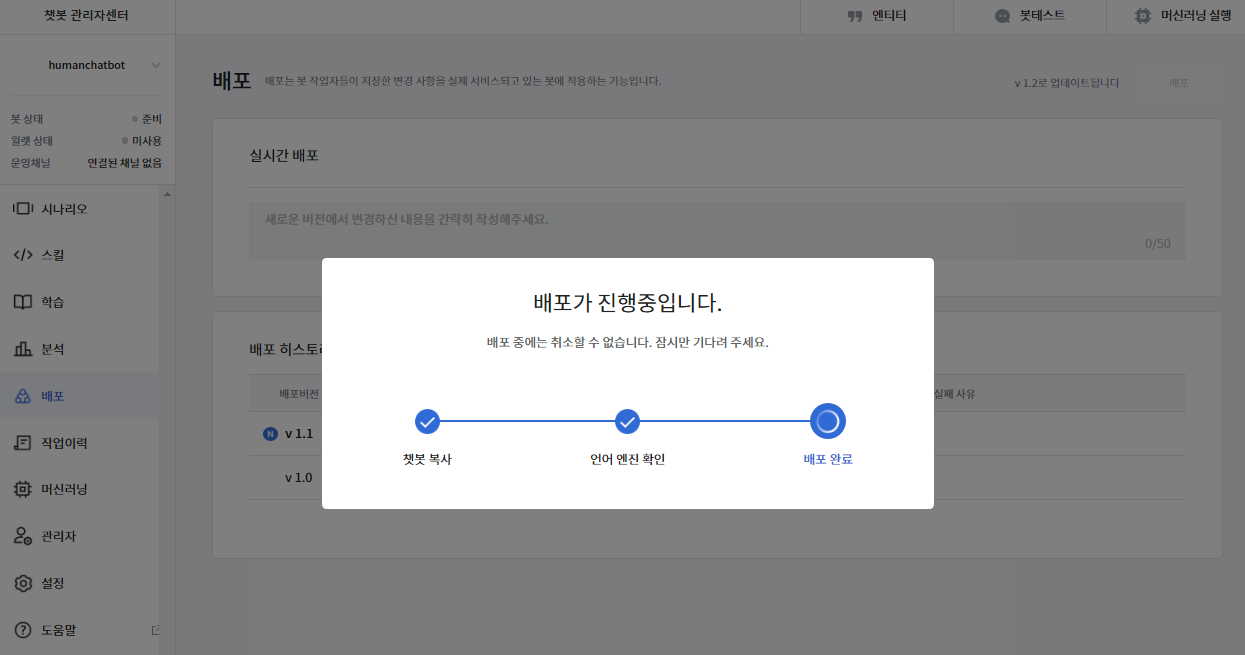 챗봇 관리자센터
엔티티
봇테스트
머신러닝 실행
humanchatbot
배포
배포는 봇 작업자들이 저장한 변경 사항을 실제 서비스되고 있는 봇에 적용하는 기능입니다.
v 1.2로 업데이트됩니다
배포
봇 상태
준비
월렛 상태
미사용
운영채널
연결된 채널 없음
실시간 배포
새로운 버전에서 변경하신 내용을 간략히 작성해주세요.
0/50
시나리오
스킬
학습
분석
배포
작업이력
머신러닝
관리자
설정
도움말
배포가 진행중입니다.
배포 중에는 취소할 수 없습니다. 잠시만 기다려 주세요.
챗봇 복사
언어 엔진 확인
배포 완료
배포 히스토리
배포버전
실패 사유
N
v 1.1
v 1.0